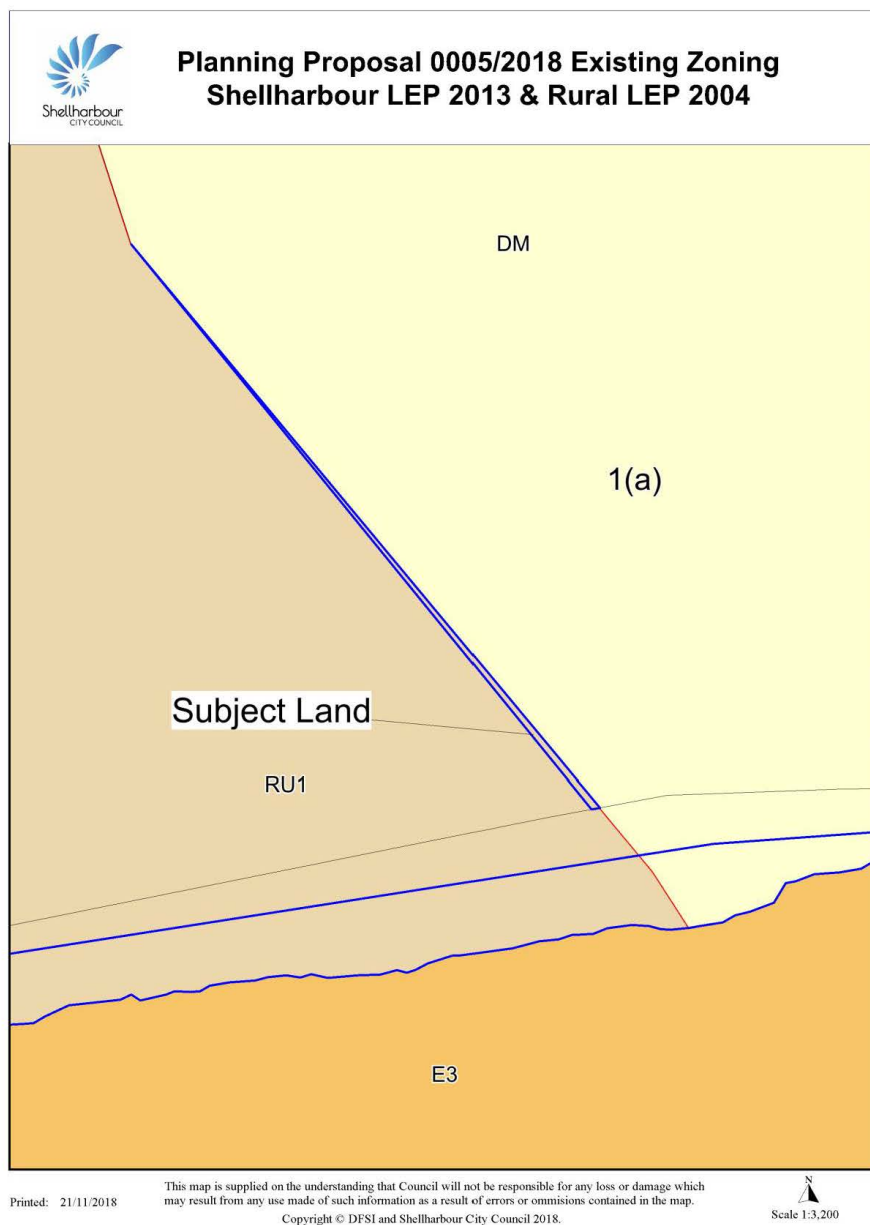 Shellharbour
CITY COUNCIL
Planning Proposal 0005/2018 Existing Zoning
Shellharbour LEP 2013 & Rural LEP 2004
DM
1(a)
Subject Land
RU1
E3
Printed: 21/11/2018
This map is supplied on the understanding that Council will not be responsible for any loss or damage which
may result from any use made of such information as a result of errors or ommisions contained in the map.
Copyright © DFSI and Shellharbour City Council 2018.
N
Scale 1:3,200